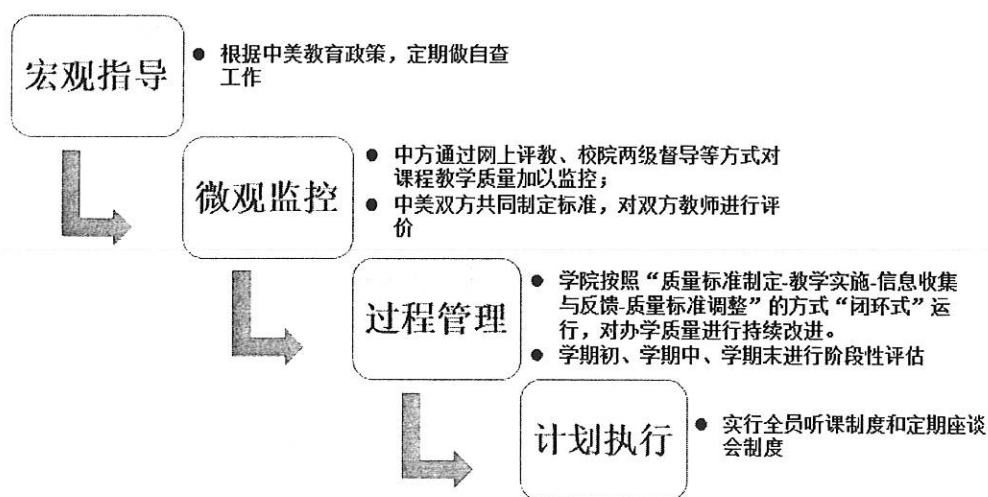 宏观指导
● 根据中美教育政策，定期做自查
工作
微观监控
● 中方通过网上评教、校院两级督导等方式对
课程教学质量加以监控；
● 中美双方共同制定标准，对双方教师进行评
价
过程管理
● 学院按照“质量标准制定-教学实施-信息收集
与反馈-质量标准调整”的方式“闭环式”运
行，对办学质量进行持续改进。
● 学期初、学期中、学期末进行阶段性评估
计划执行
● 实行全员听课制度和定期座谈
会制度